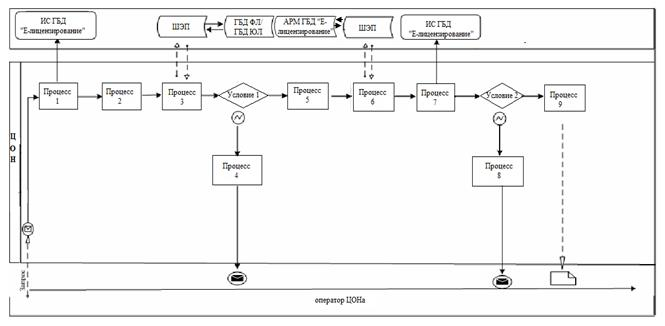 ИС ГБД
"Е-лицензирование"
ШЭП
ГБД ФЛ/
ГБД ЮЛ
АРМ ГБД "Е-
лицензирование"
ШЭП
ИС ГБД
"Е-лицензирование"
ЦОН
Процесс
1
Процесс
2
Процесс
3
Условие 1
Процесс
5
Процесс
6
Процесс
7
Условие 2
Процесс
9
Процесс
4
Процесс
8
Запрос
оператор ЦОНа